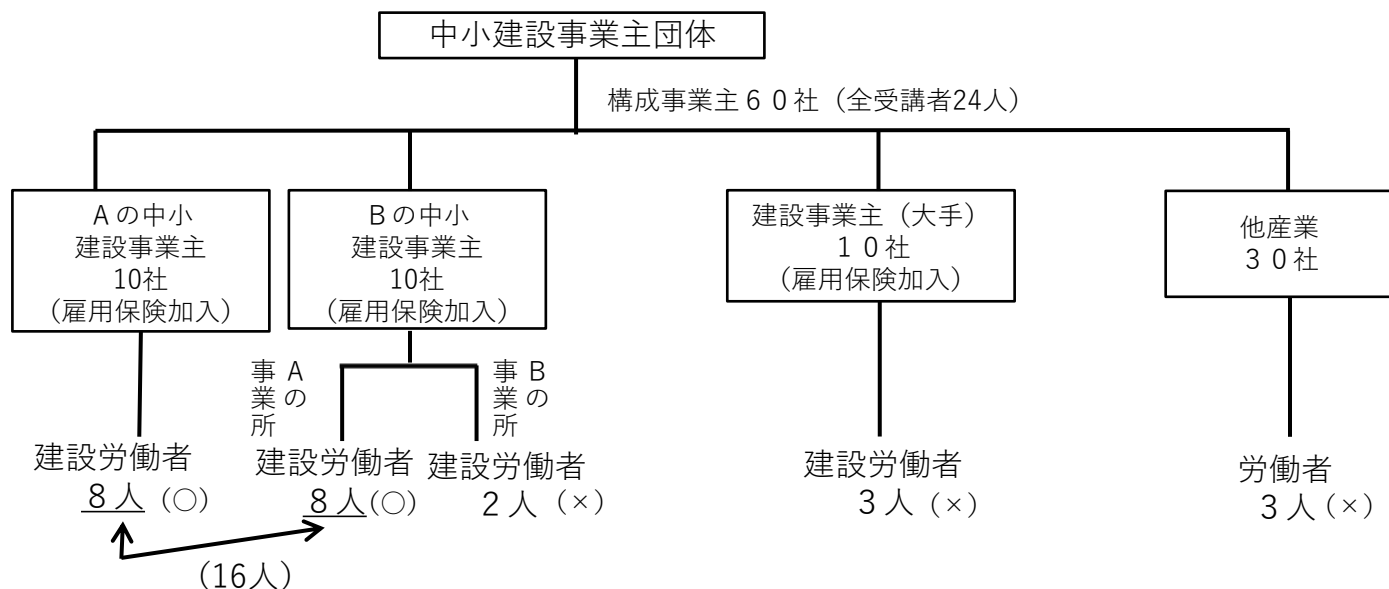 中小建設事業主団体
構成事業主６０社（全受講者24人）
Ａの中小
建設事業主
10社
（雇用保険加入）
Ｂの中小
建設事業主
10社
（雇用保険加入）
建設事業主（大手）
１０社
（雇用保険加入）
他産業
３０社
Ａの
事業所
Ｂの
事業所
建設労働者
８人（○）
建設労働者
８人(○)
建設労働者
２人（×）
建設労働者
３人（×）
労働者
３人（×）
（16人）